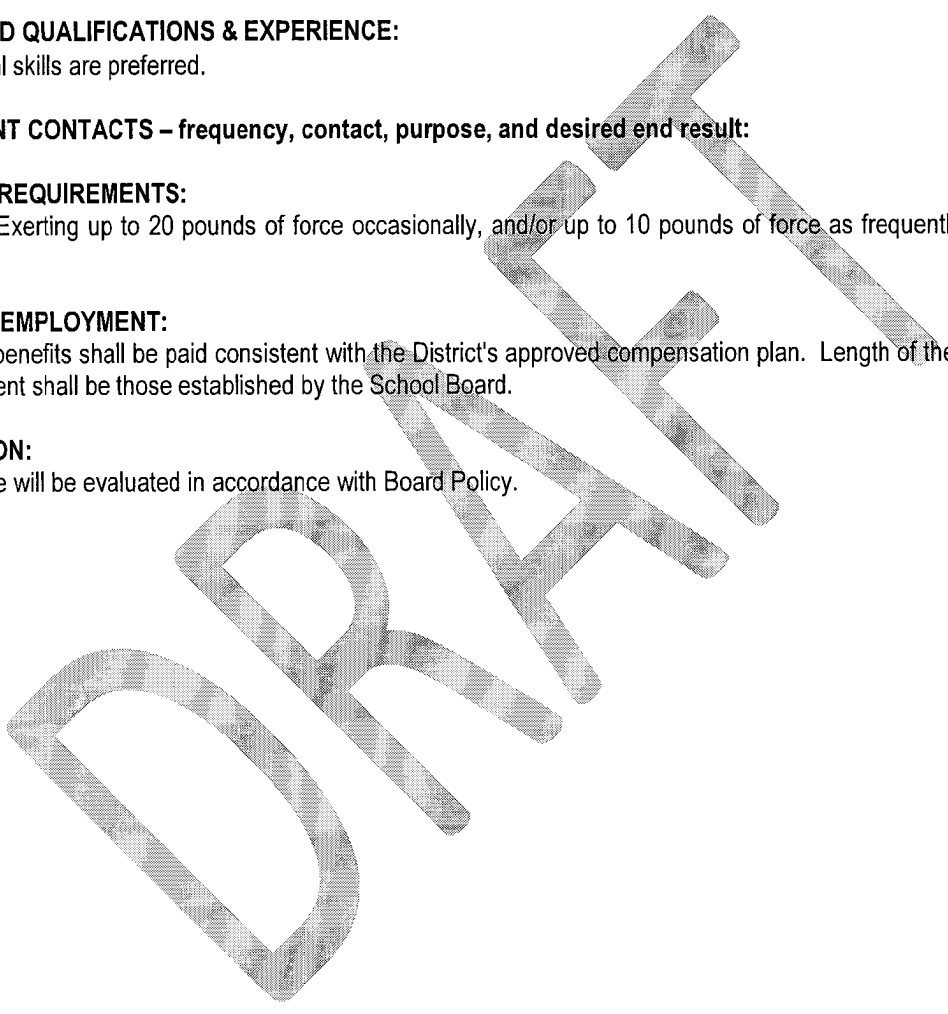 D QUALIFICATIONS & EXPERIENCE:
l skills are preferred.
NT CONTACTS – frequency, contact, purpose, and desired end result:
REQUIREMENTS:
Exerting up to 20 pounds of force occasionally, and/or up to 10 pounds of force as frequentl
EMPLOYMENT:
benefits shall be paid consistent with the District's approved compensation plan. Length of the
ent shall be those established by the School Board.
ON:
e will be evaluated in accordance with Board Policy.
DRAFT